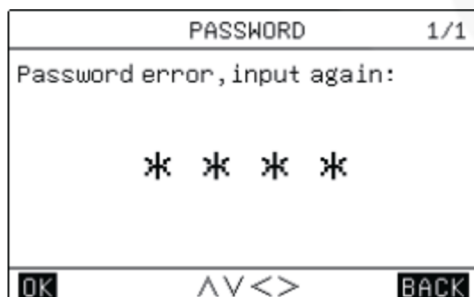 PASSWORD 1/1
Password error,input again:
* * * *
OK ∧∨<> BACK